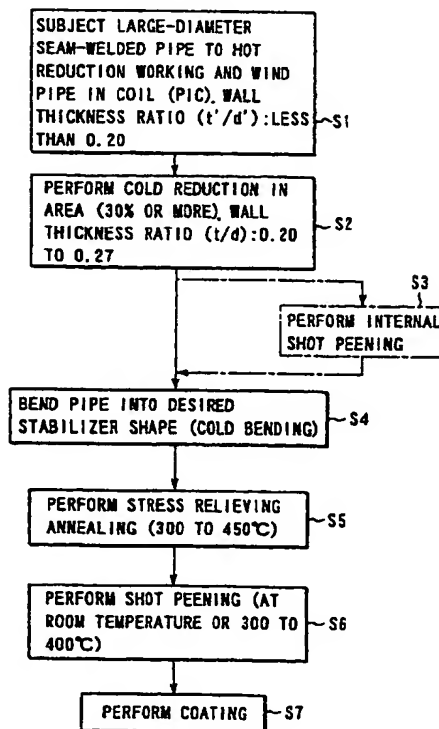 SUBJECT LARGE-DIAMETER
SEAM-WELDED PIPE TO HOT
REDUCTION WORKING AND WIND
PIPE IN COIL (PIC). WALL
THICKNESS RATIO (t'/d'):LESS
THAN 0.20
S1
PERFORM COLD REDUCTION IN
AREA (30% OR MORE). WALL
THICKNESS RATIO (t/d):0.20
TO 0.27
S2
S3
PERFORM INTERNAL
SHOT PEENING
BEND PIPE INTO DESIRED
STABILIZER SHAPE (COLD BENDING)
S4
PERFORM STRESS RELIEVING
ANNEALING (300 TO 450℃)
S5
PERFORM SHOT PEENING (AT
ROOM TEMPERATURE OR 300 TO
400℃)
S6
PERFORM COATING
S7